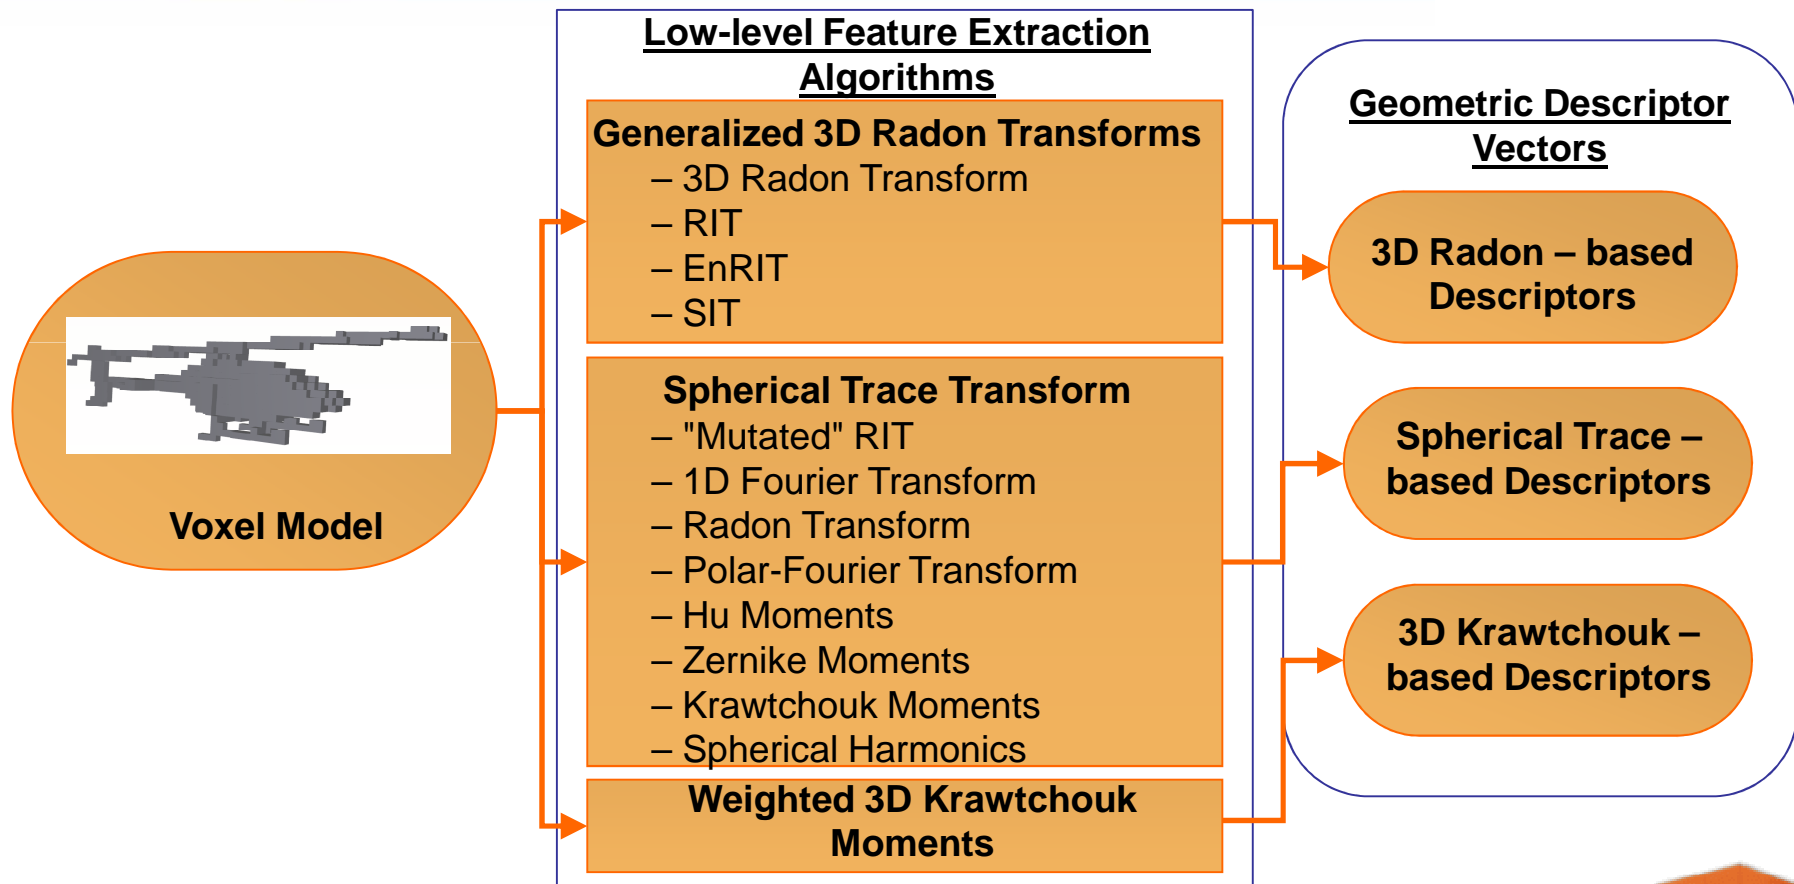 Low-level Feature Extraction
Algorithms
Generalized 3D Radon Transforms
– 3D Radon Transform
– RIT
– EnRIT
– SIT
Spherical Trace Transform
– "Mutated" RIT
– 1D Fourier Transform
– Radon Transform
– Polar-Fourier Transform
– Hu Moments
– Zernike Moments
– Krawtchouk Moments
– Spherical Harmonics
Weighted 3D Krawtchouk
Moments
Voxel Model
Geometric Descriptor
Vectors
3D Radon – based
Descriptors
Spherical Trace –
based Descriptors
3D Krawtchouk –
based Descriptors